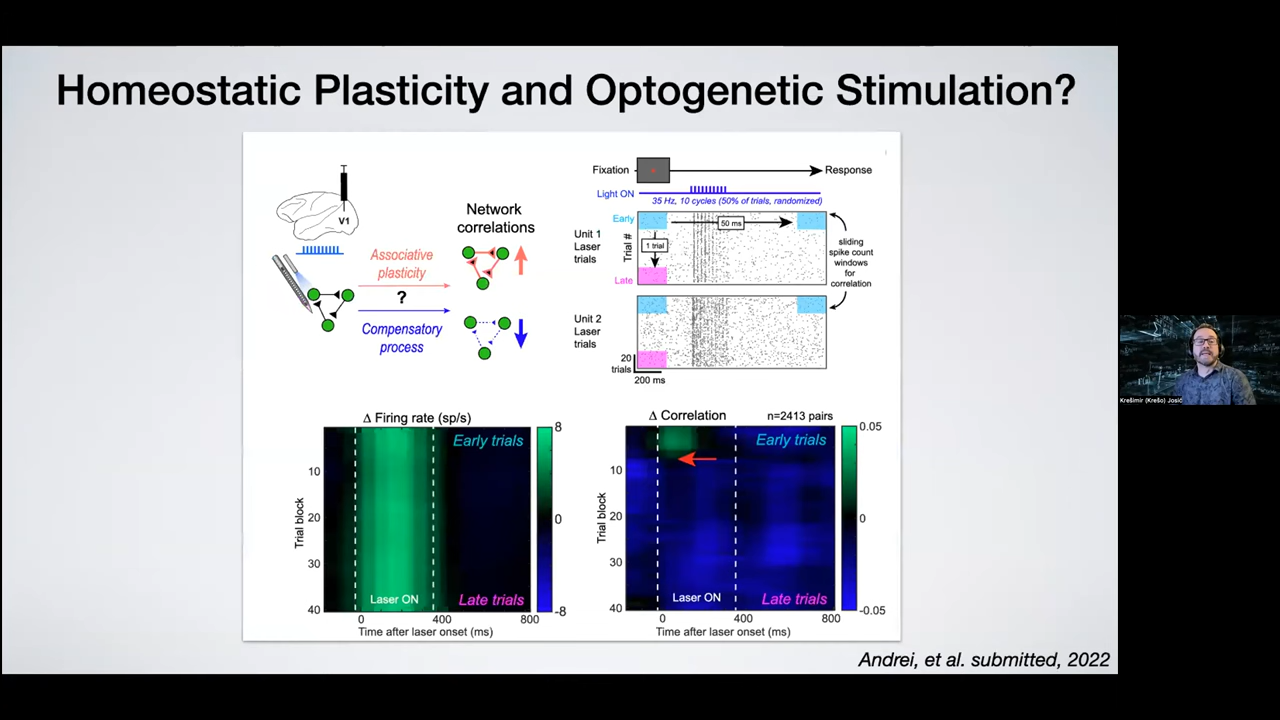 Homeostatic Plasticity and Optogenetic Stimulation?
V1
Associative
plasticity
?
Compensatory
process
Network
correlations
Fixation
Response
Light ON
35 Hz, 10 cycles (50% of trials, randomized)
Early
50 ms
Unit 1
Laser
trials
Trial #
1 trial
Late
sliding
spike count
windows
for
correlation
Unit 2
Laser
trials
20
trials
200 ms
Δ Firing rate (sp/s)
Early trials
8
0
-8
Trial block
10
20
30
40
Laser ON
Late trials
0
400
800
Time after laser onset (ms)
Δ Correlation
n=2413 pairs
Early trials
0.05
0
-0.05
Trial block
10
20
30
40
Laser ON
Late trials
0
400
800
Time after laser onset (ms)
Andrei, et al. submitted, 2022
Krešimir (Krešo) Josić